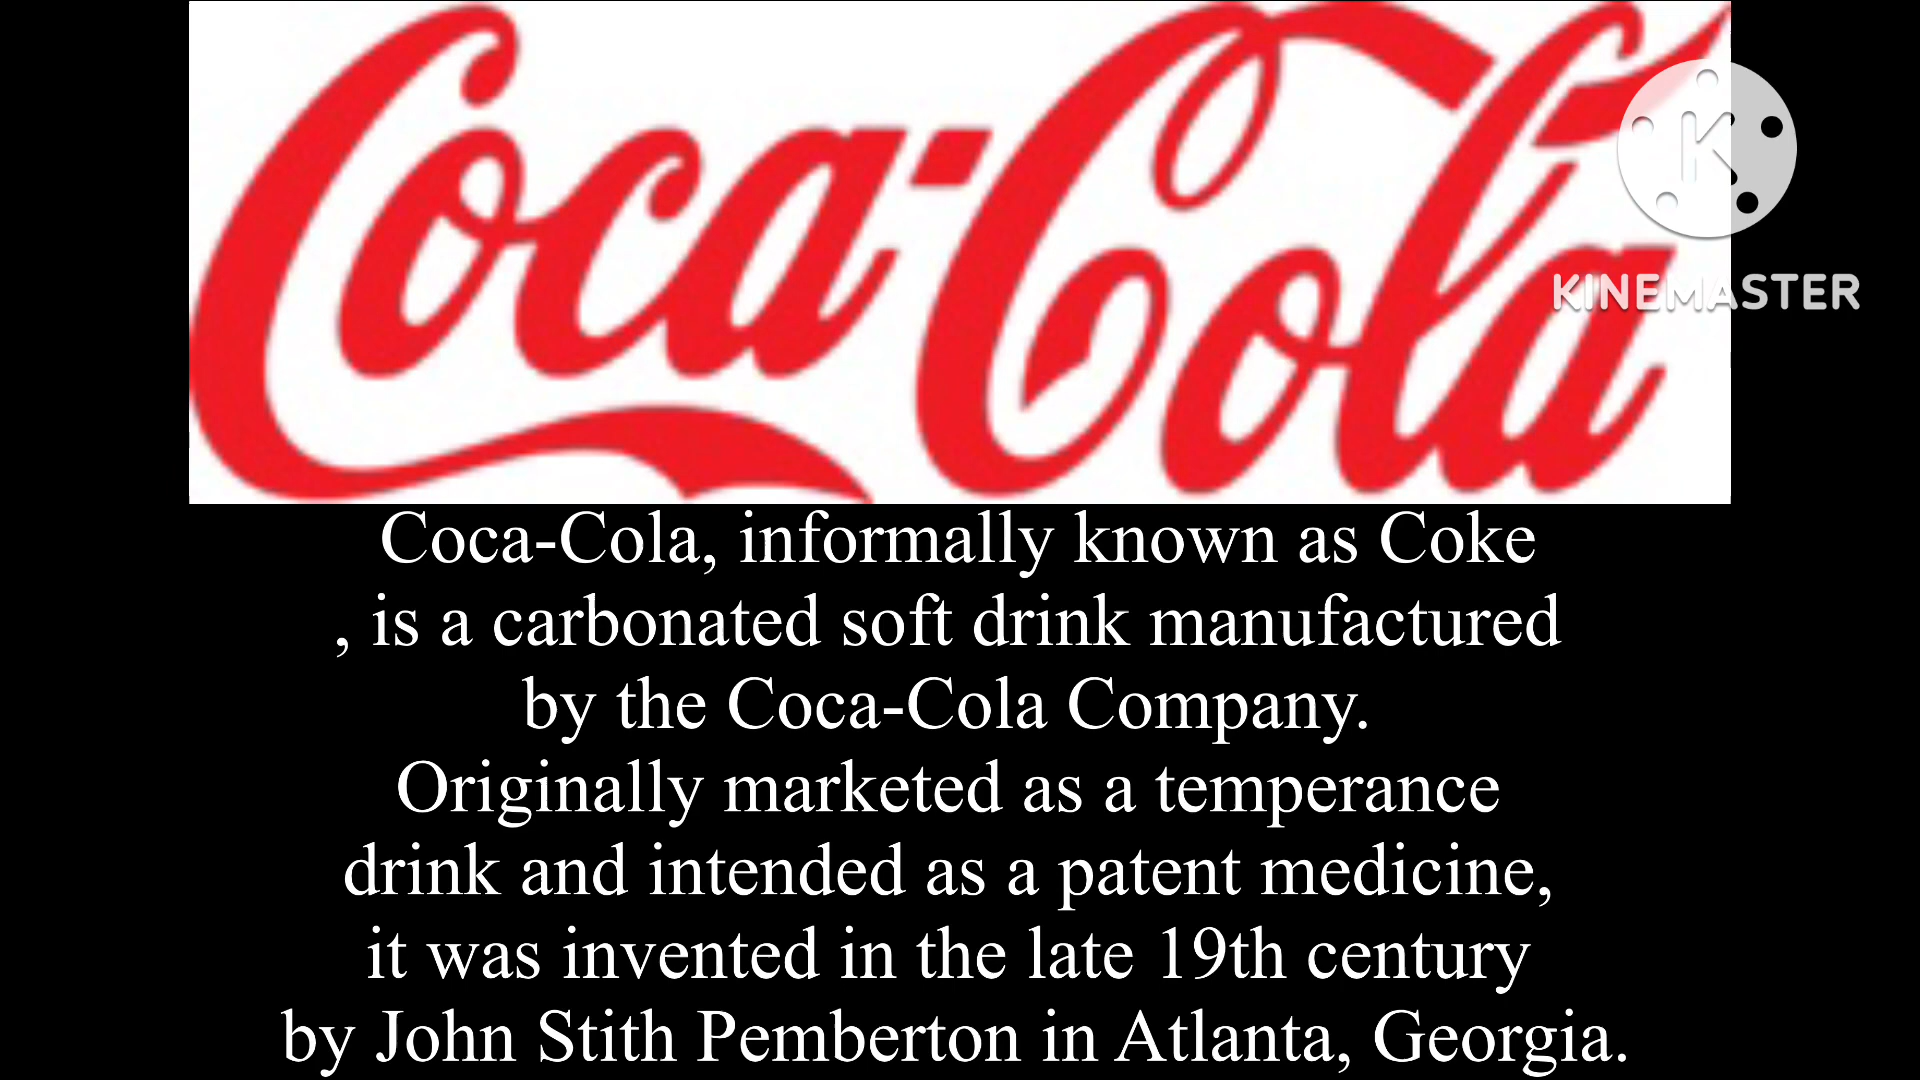 Coca-Cola
KINEMASTER
Coca-Cola, informally known as Coke
, is a carbonated soft drink manufactured
by the Coca-Cola Company.
Originally marketed as a temperance
drink and intended as a patent medicine,
it was invented in the late 19th century
by John Stith Pemberton in Atlanta, Georgia.